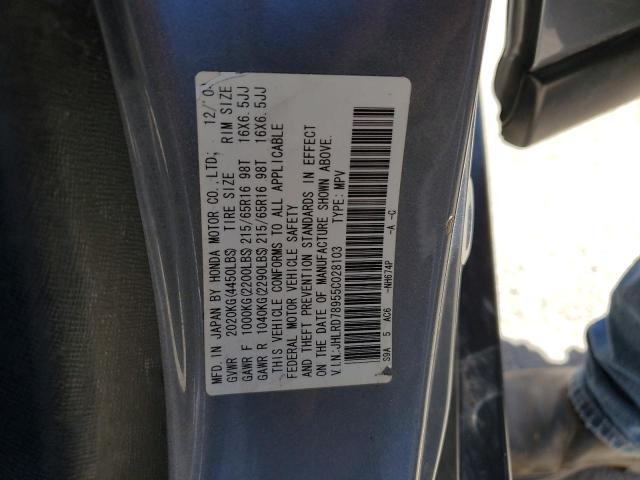 MFD. IN JAPAN BY HONDA MOTOR CO., LTD; 12/0
GVWR 2020KG(4450LBS) TIRE SIZE RIM SIZE
GAWR F 1000KG(2200LBS) 215/65R16 98T 16X6.5JJ
GAWR R 1040KG(2290LBS) 215/65R16 98T 16X6.5JJ
THIS VEHICLE CONFORMS TO ALL APPLICABLE
FEDERAL MOTOR VEHICLE SAFETY
AND THEFT PREVENTION STANDARDS IN EFFECT
ON THE DATE OF MANUFACTURE SHOWN ABOVE.
V.I.N:JHLRD78955C028103 TYPE: MPV
S9A 5 AC6 -NH674P -A -C